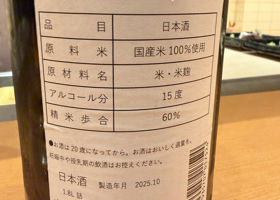 品目 日本酒
原料米 国産米100%使用
原材料名 米・米麹
アルコール分 15度
精米歩合 60%
●お酒は20歳になってから。お酒はおいしく適量を。
妊娠中や授乳期の飲酒はお控えください。
日本酒 製造年月 2025.10
1.8L詰